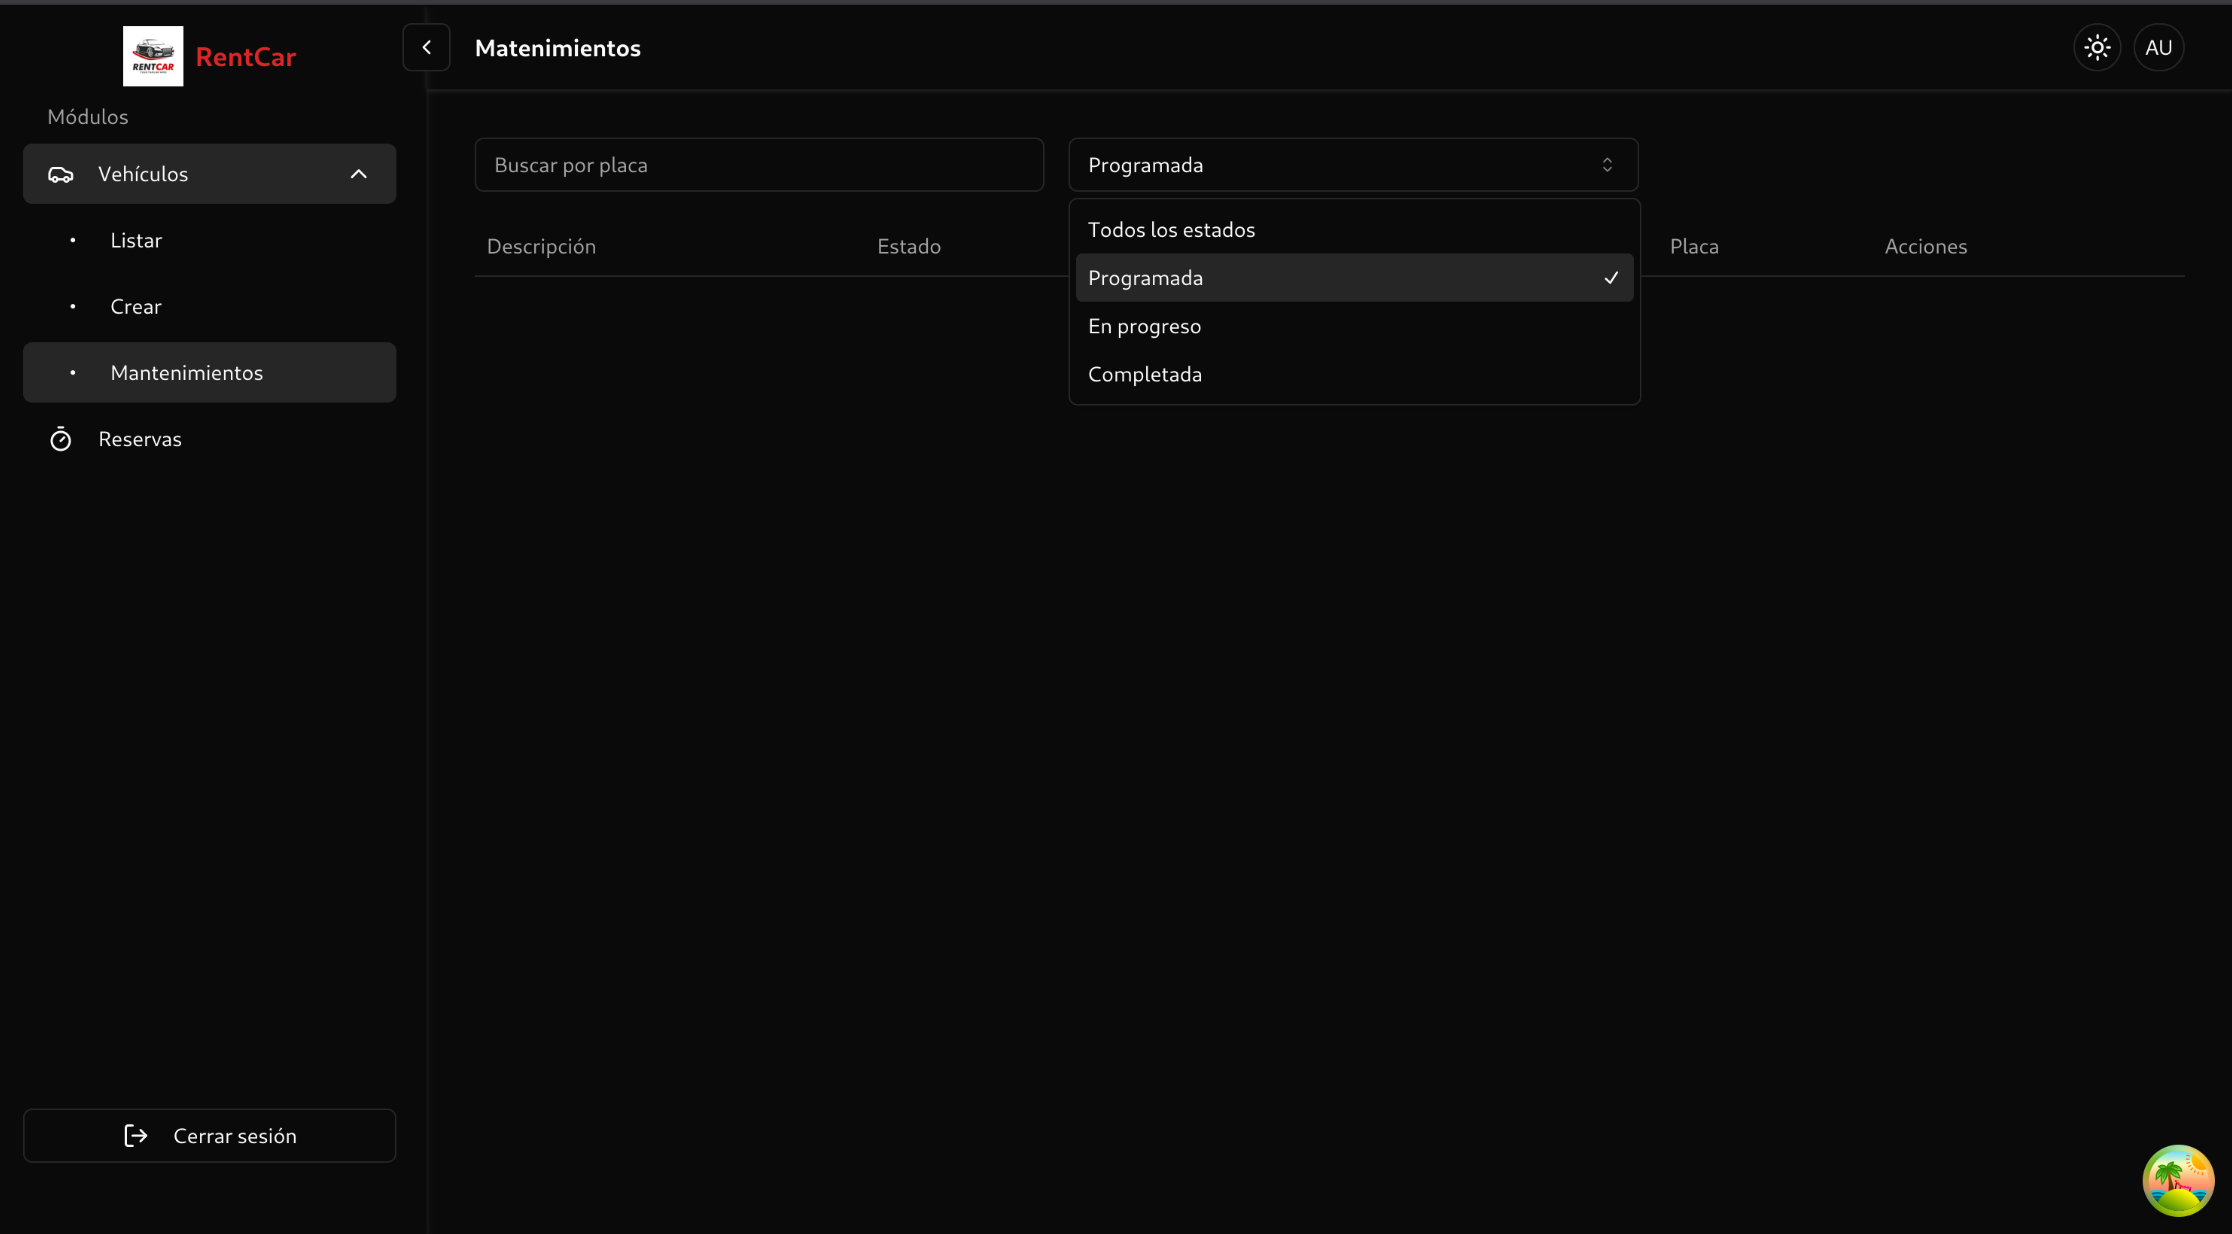 RENTCAR
RentCar
Módulos
Vehículos
Listar
Crear
Mantenimientos
Reservas
Cerrar sesión
Matenimientos
AU
Buscar por placa
Programada
Descripción
Estado
Placa
Acciones
Todos los estados
Programada
En progreso
Completada